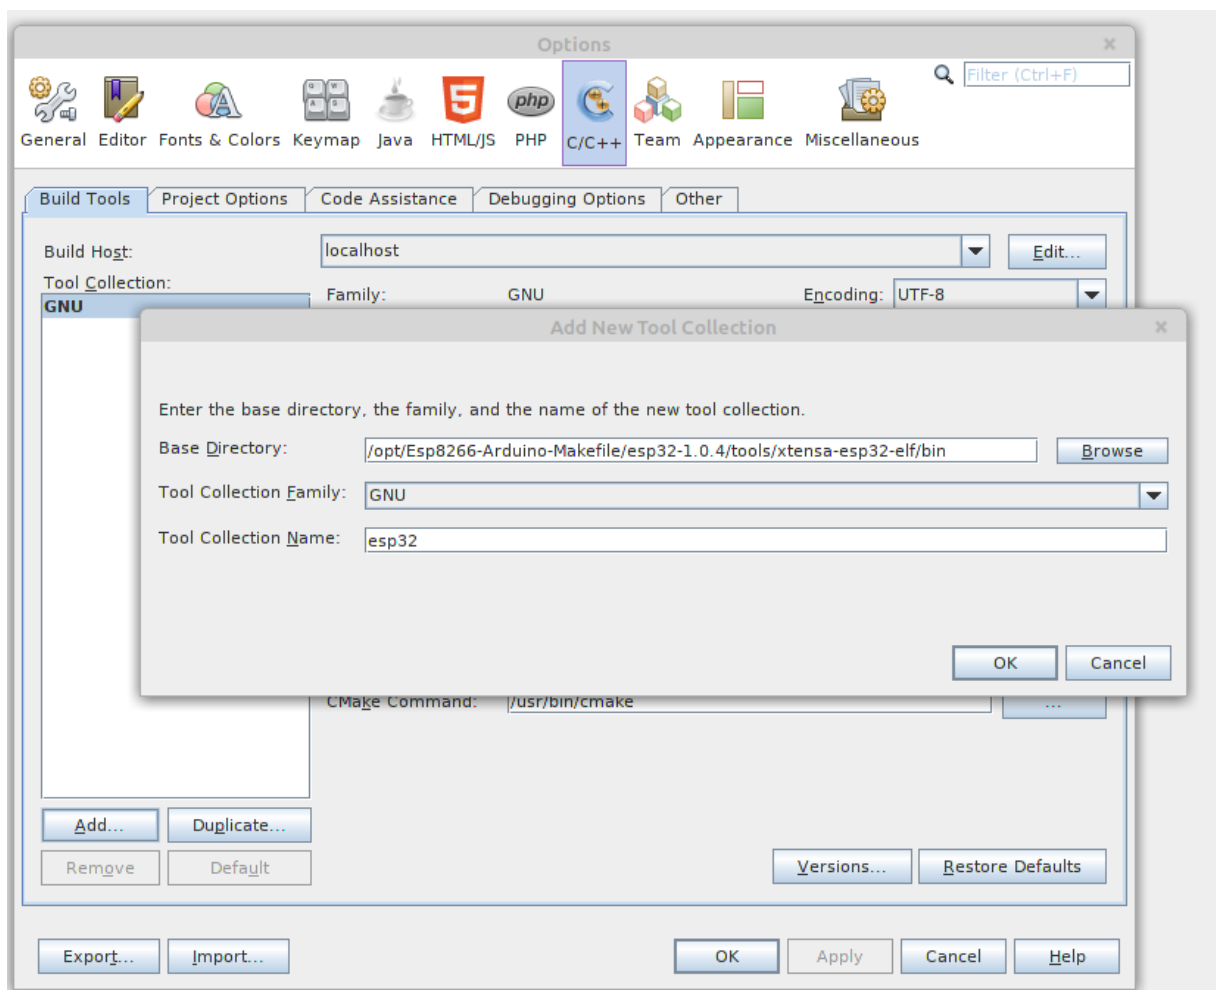 Options
Filter (Ctrl+F)
General Editor Fonts & Colors Keymap Java HTML/JS PHP C/C++ Team Appearance Miscellaneous
Build Tools Project Options Code Assistance Debugging Options Other
Build Host: localhost Edit...
Tool Collection:
GNU Family: GNU Encoding: UTF-8
Add New Tool Collection
Enter the base directory, the family, and the name of the new tool collection.
Base Directory: /opt/Esp8266-Arduino-Makefile/esp32-1.0.4/tools/xtensa-esp32-elf/bin Browse
Tool Collection Family: GNU
Tool Collection Name: esp32
OK Cancel
CMake Command: /usr/bin/cmake ...
Add... Duplicate...
Remove Default Versions... Restore Defaults
Export... Import... OK Apply Cancel Help